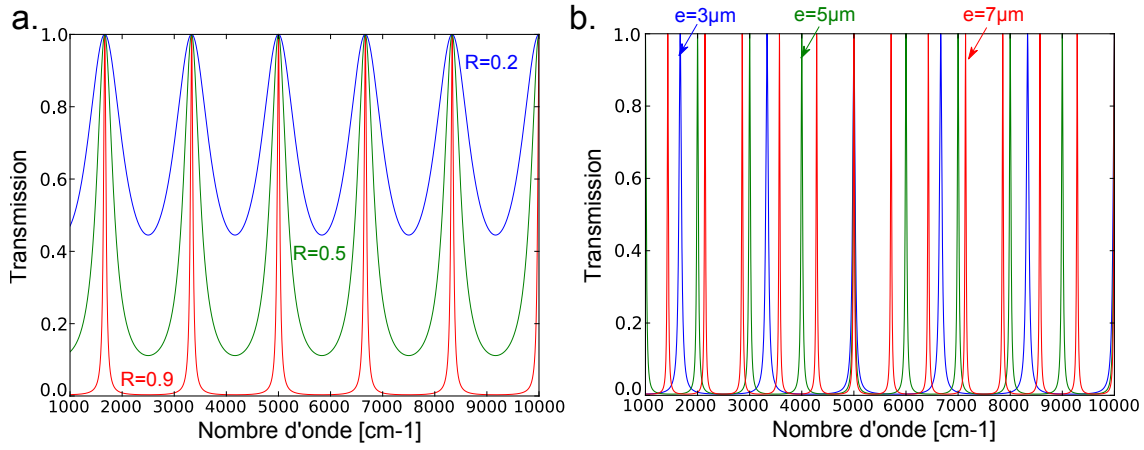 a.
1.0
0.8
0.6
0.4
0.2
0.0
Transmission
R=0.2
R=0.5
R=0.9
1000 2000 3000 4000 5000 6000 7000 8000 9000 10000
Nombre d'onde [cm-1]
b.
e=3µm
e=5µm
e=7µm
1.0
0.8
0.6
0.4
0.2
0.0
Transmission
1000 2000 3000 4000 5000 6000 7000 8000 9000 10000
Nombre d'onde [cm-1]